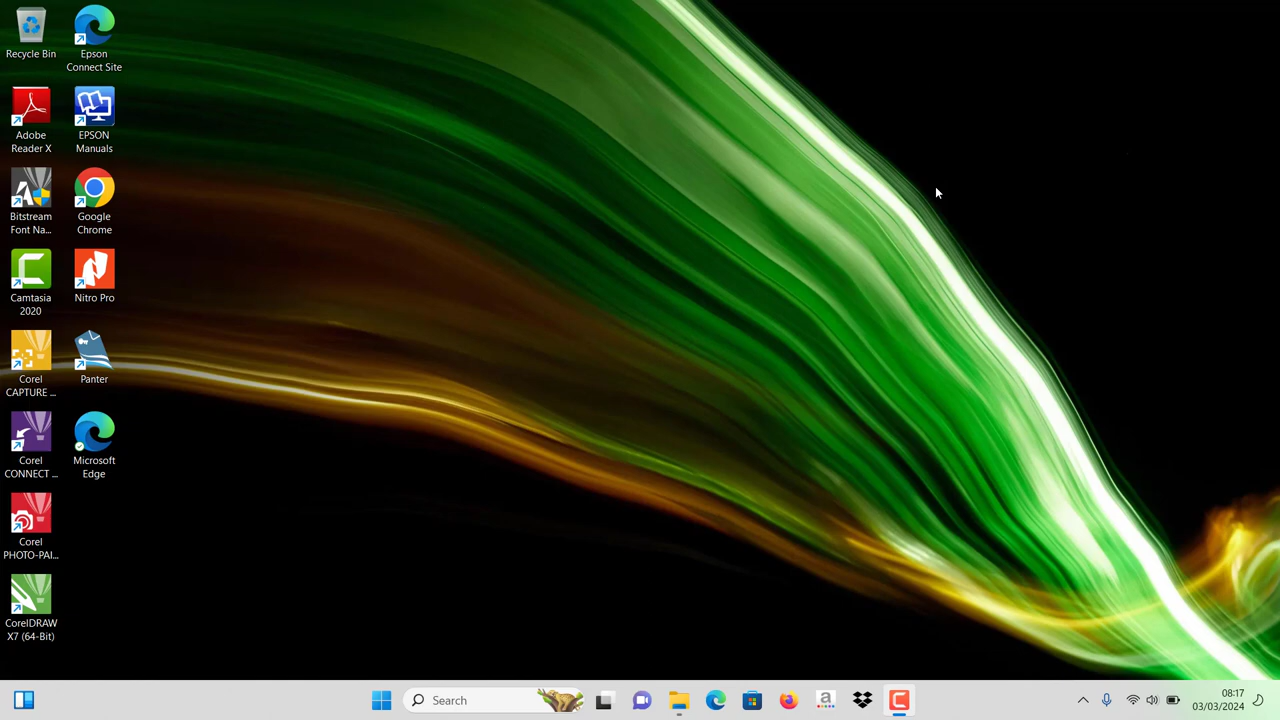 Recycle Bin
Epson
Connect Site
Adobe
Reader X
EPSON
Manuals
Bitstream
Font Na...
Google
Chrome
Camtasia
2020
Nitro Pro
Corel
CAPTURE ...
Panter
Corel
CONNECT ...
Microsoft
Edge
Corel
PHOTO-PAI...
CorelDRAW
X7 (64-Bit)
Search
08:17
03/03/2024